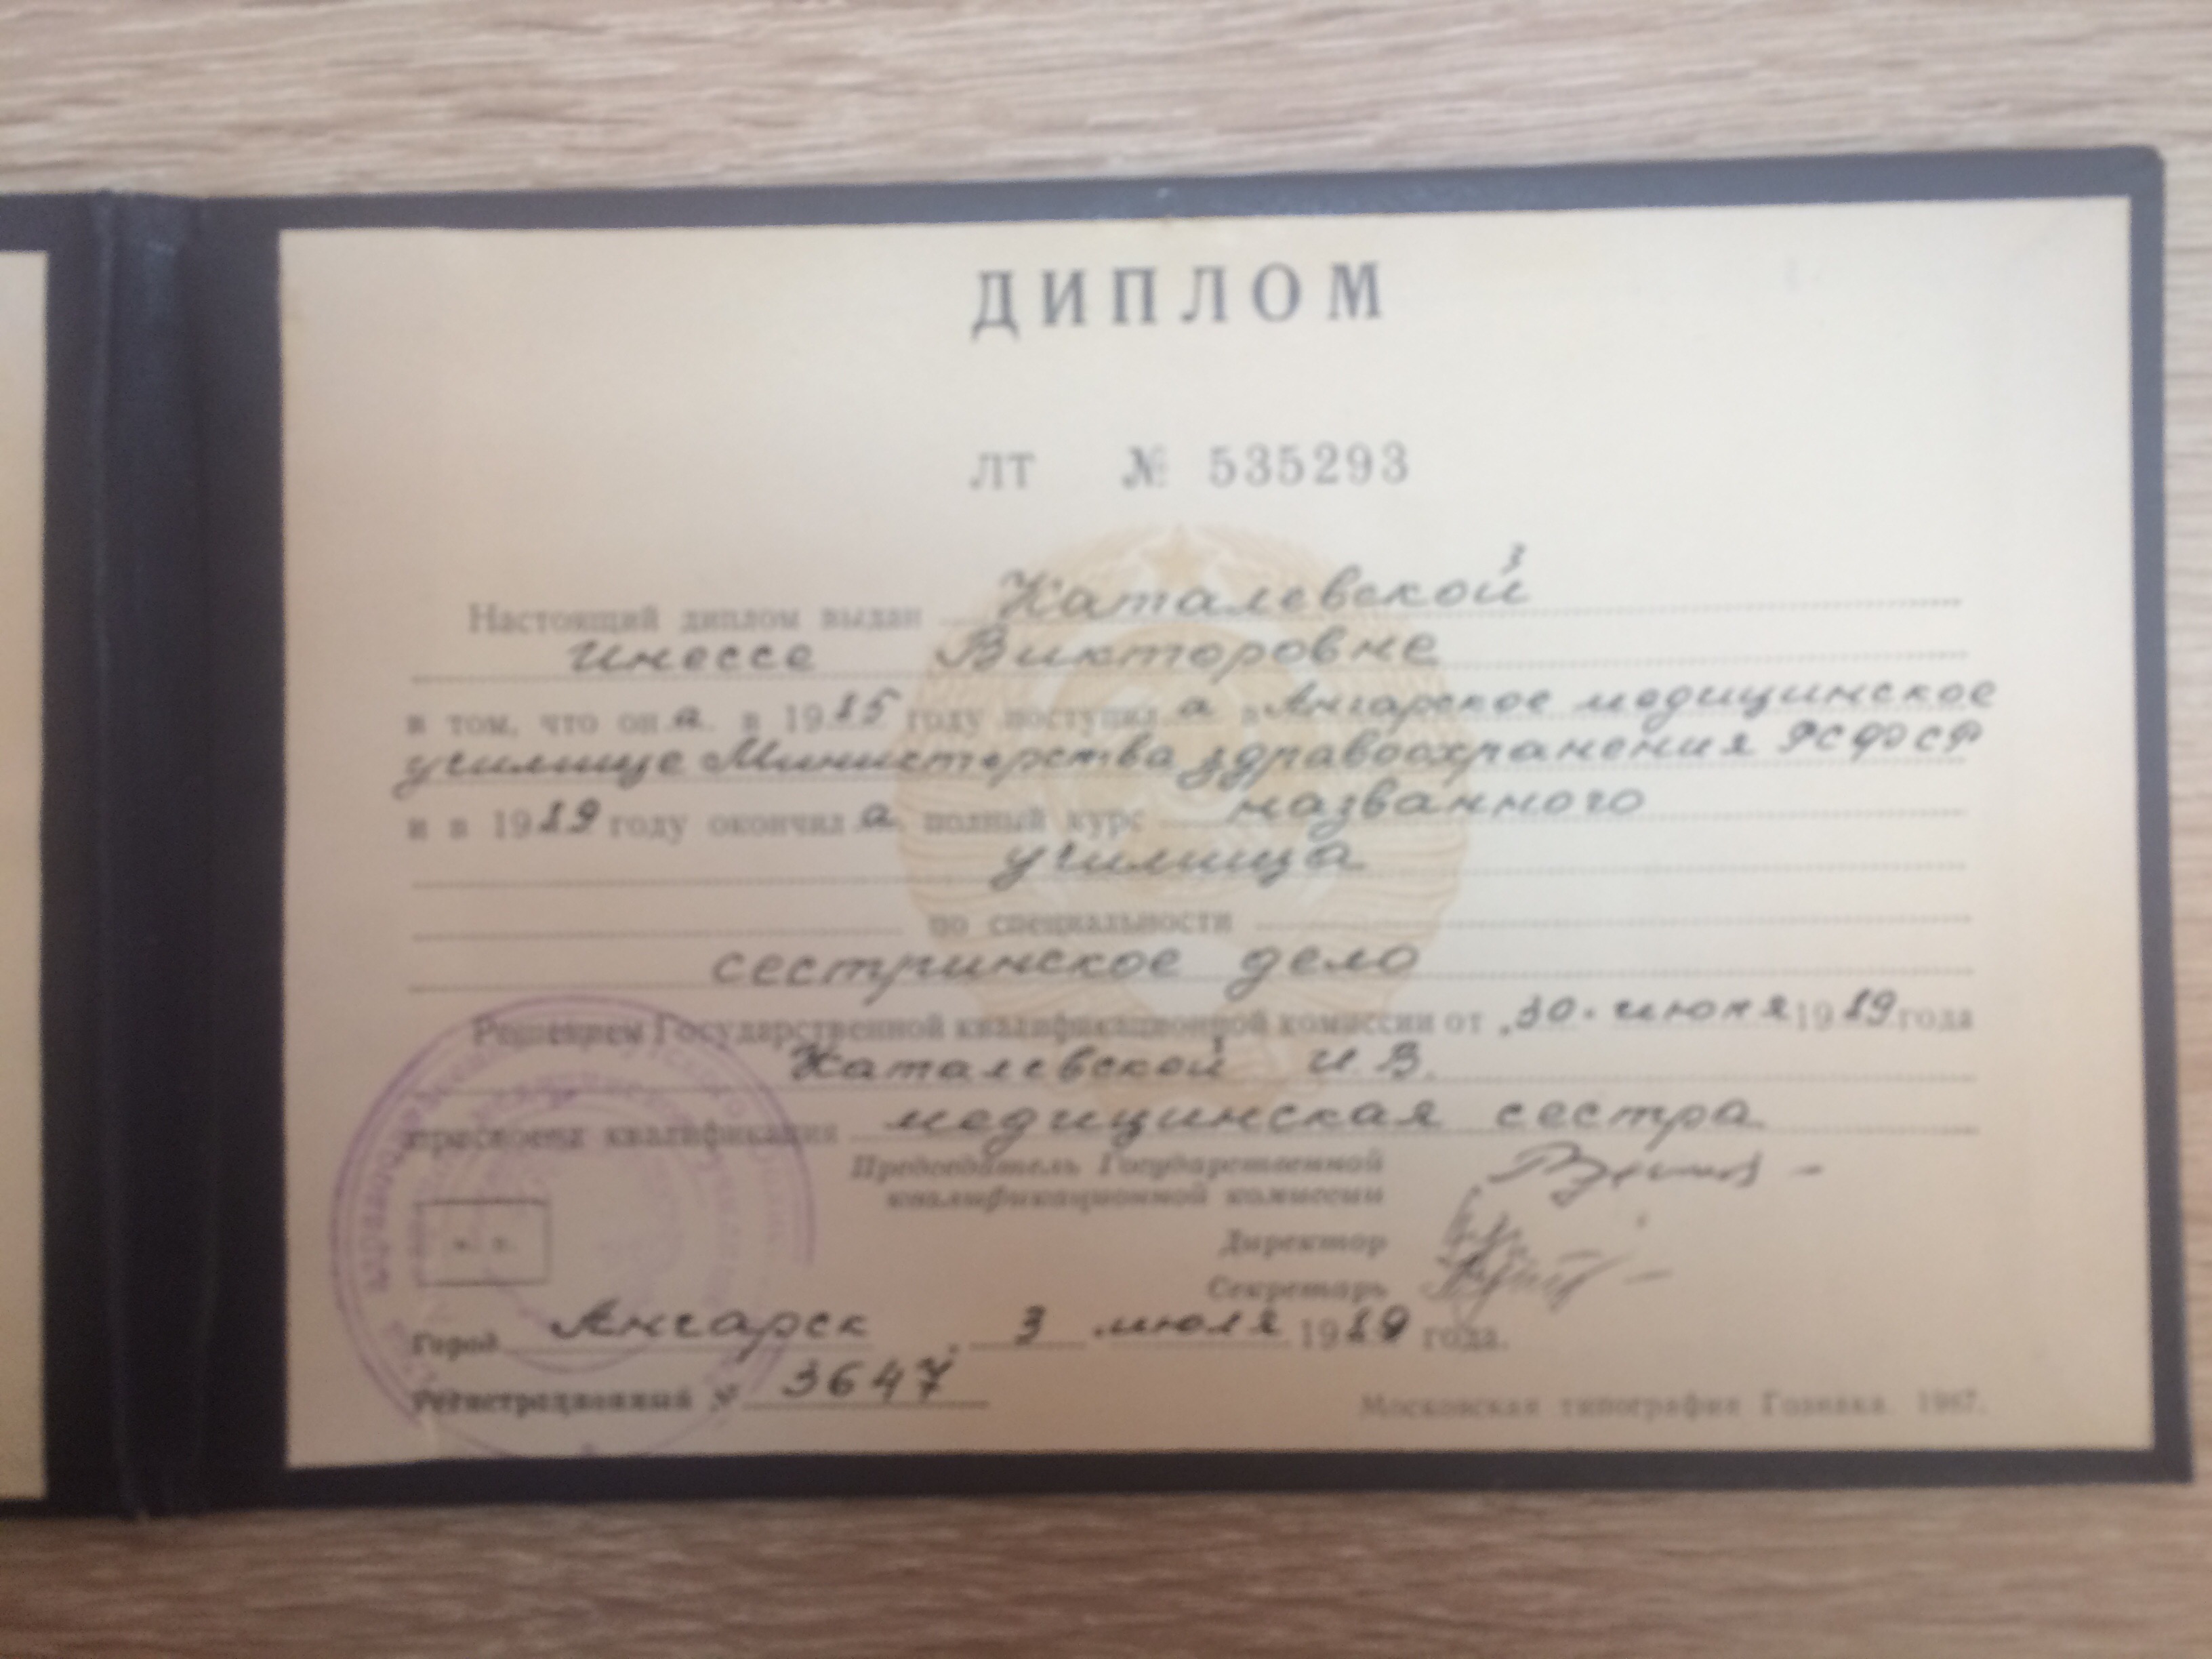 ДИПЛОМ
ЛТ № 535293
Настоящий диплом выдан Каталевской
Инессе Викторовне
в том, что он а в 1985 году поступил а в Ангарское медицинское
училище Министерства здравоохранения РСФСР
и в 1989 году окончил а полный курс названного
училища
по специальности
сестринское дело
Решением Государственной квалификационной комиссии от 30 июня 1989 года
Каталевской И.В.
присвоена квалификация медицинская сестра
Председатель Государственной
квалификационной комиссии
Директор
Секретарь
М. П.
Город Ангарск, 3 июля 1989 года.
Регистрационный № 3647
Московская типография Гознака. 1987.